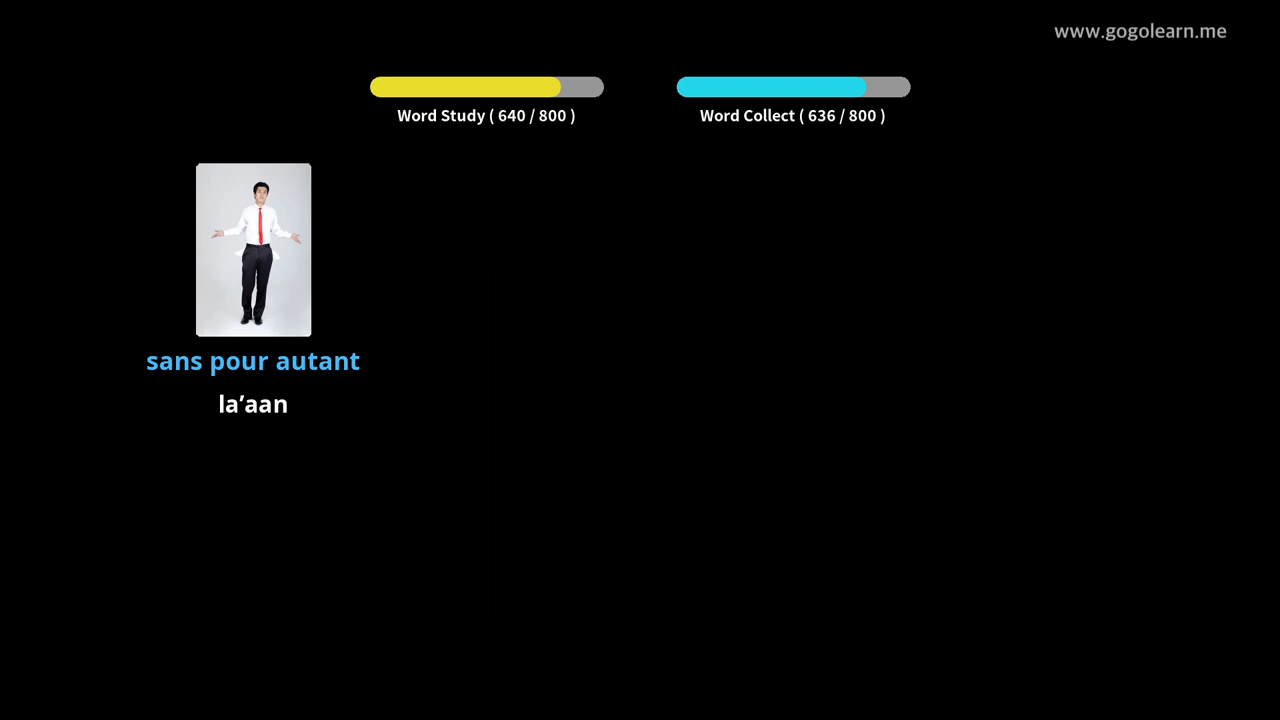 www.gogolearn.me
Word Study ( 640 / 800 )
Word Collect ( 636 / 800 )
sans pour autant
la’aan